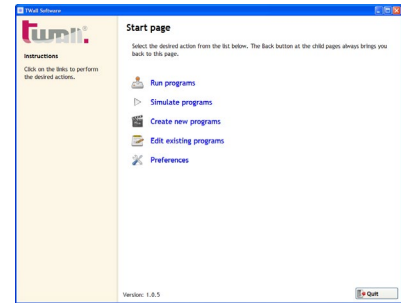 TWall Software
twall
Start page
Select the desired action from the list below. The Back button at the child pages always brings you
back to this page.
Instructions
Click on the links to perform
the desired actions.
Run programs
Simulate programs
Create new programs
Edit existing programs
Preferences
Version: 1.0.5
Quit